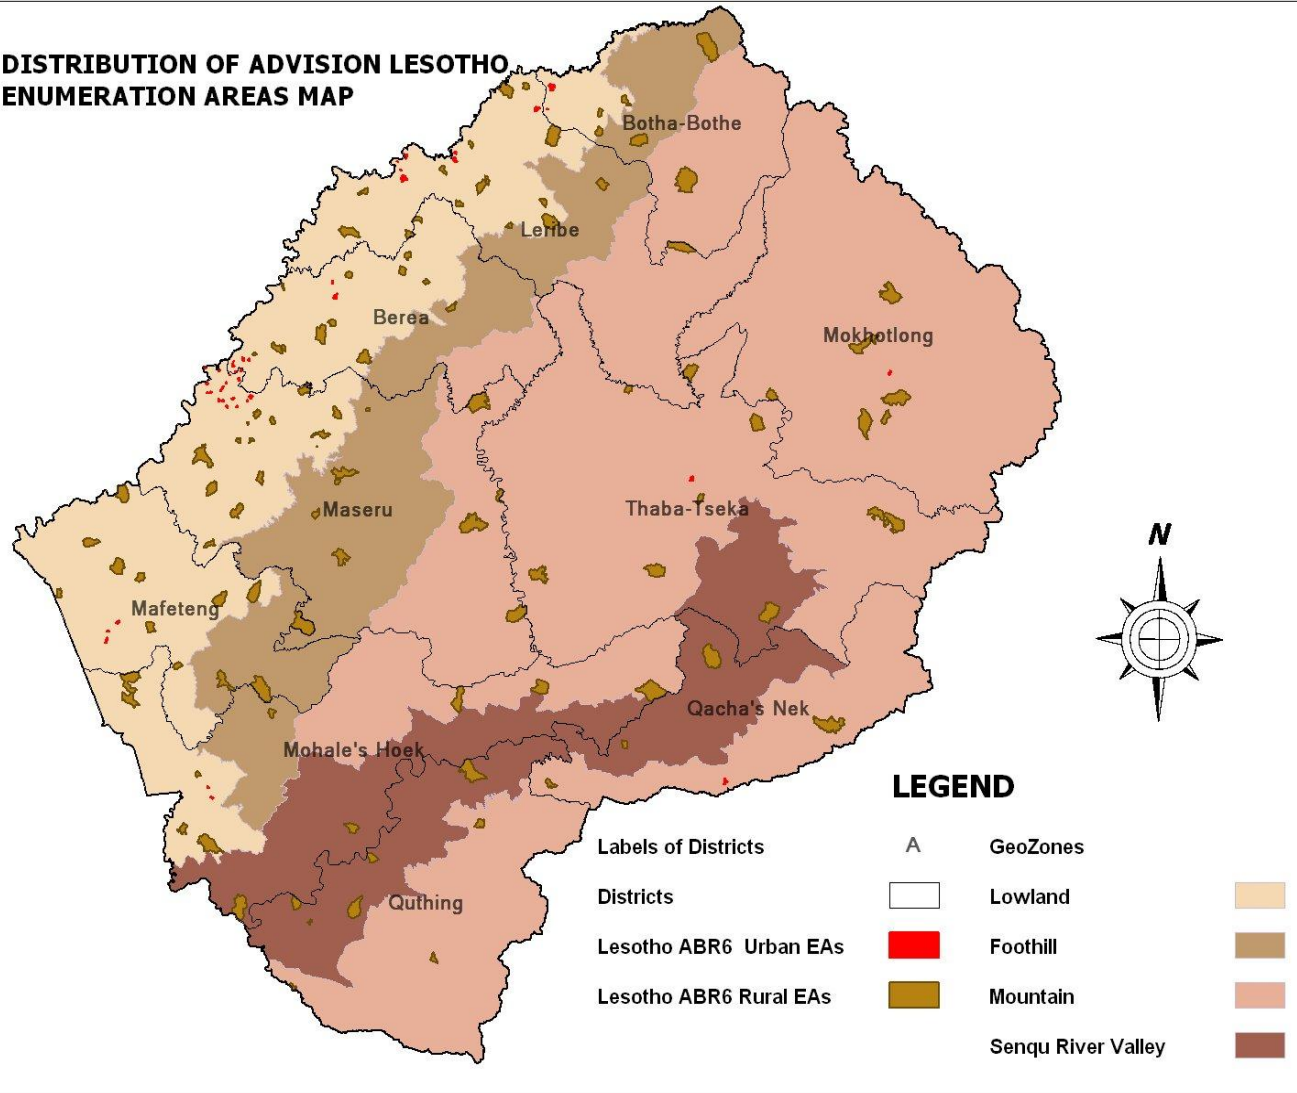 DISTRIBUTION OF ADVISION LESOTHO
ENUMERATION AREAS MAP
Botha-Bothe
Leribe
Berea
Mokhotlong
Maseru
Thaba-Tseka
Mafeteng
Qacha's Nek
Mohale's Hoek
Quthing
N
LEGEND
Labels of Districts A GeoZones
Districts Lowland
Lesotho ABR6 Urban EAs Foothill
Lesotho ABR6 Rural EAs Mountain
Senqu River Valley